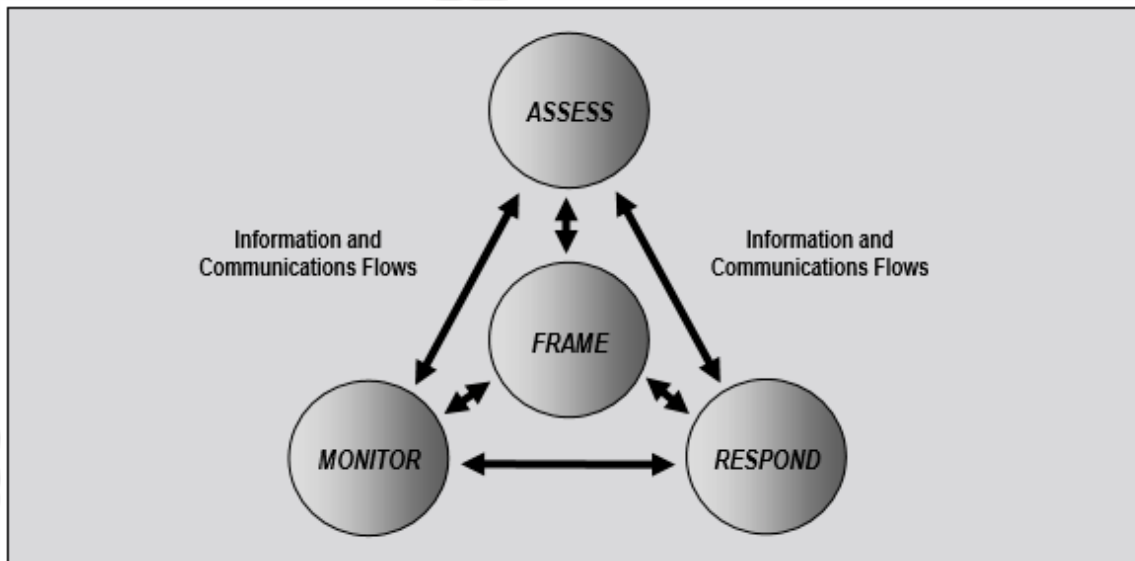 ASSESS
Information and
Communications Flows
Information and
Communications Flows
FRAME
MONITOR
RESPOND